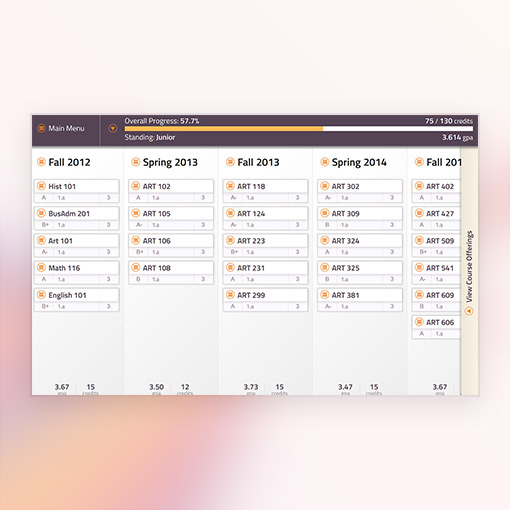 Main Menu
Overall Progress: 57.7%
75 / 130 credits
Standing: Junior
3.614 gpa
Fall 2012
Hist 101
A 1.a 3
BusAdm 201
B+ 1.a 3
Art 101
A- 1.a 3
Math 116
A 1.a 3
English 101
B+ 1.a 3
3.67 15
gpa credits
Spring 2013
ART 102
A 1.a 3
ART 105
A- 1.a 3
ART 106
B+ 1.a 3
ART 108
B 1.a 3
3.50 12
gpa credits
Fall 2013
ART 118
A- 1.a 3
ART 124
A- 1.a 3
ART 223
B+ 1.a 3
ART 231
A 1.a 3
ART 299
A 1.a 3
3.73 15
gpa credits
Spring 2014
ART 302
A- 1.a 3
ART 309
B 1.a 3
ART 324
A 1.a 3
ART 325
B 1.a 3
ART 381
A- 1.a 3
3.47 15
gpa credits
Fall 201
ART 402
A 1.a
ART 427
A 1.a
ART 509
B+ 1.a
ART 541
A- 1.a
ART 609
B 1.a
ART 606
A 1.a
3.67
gpa
View Course Offerings